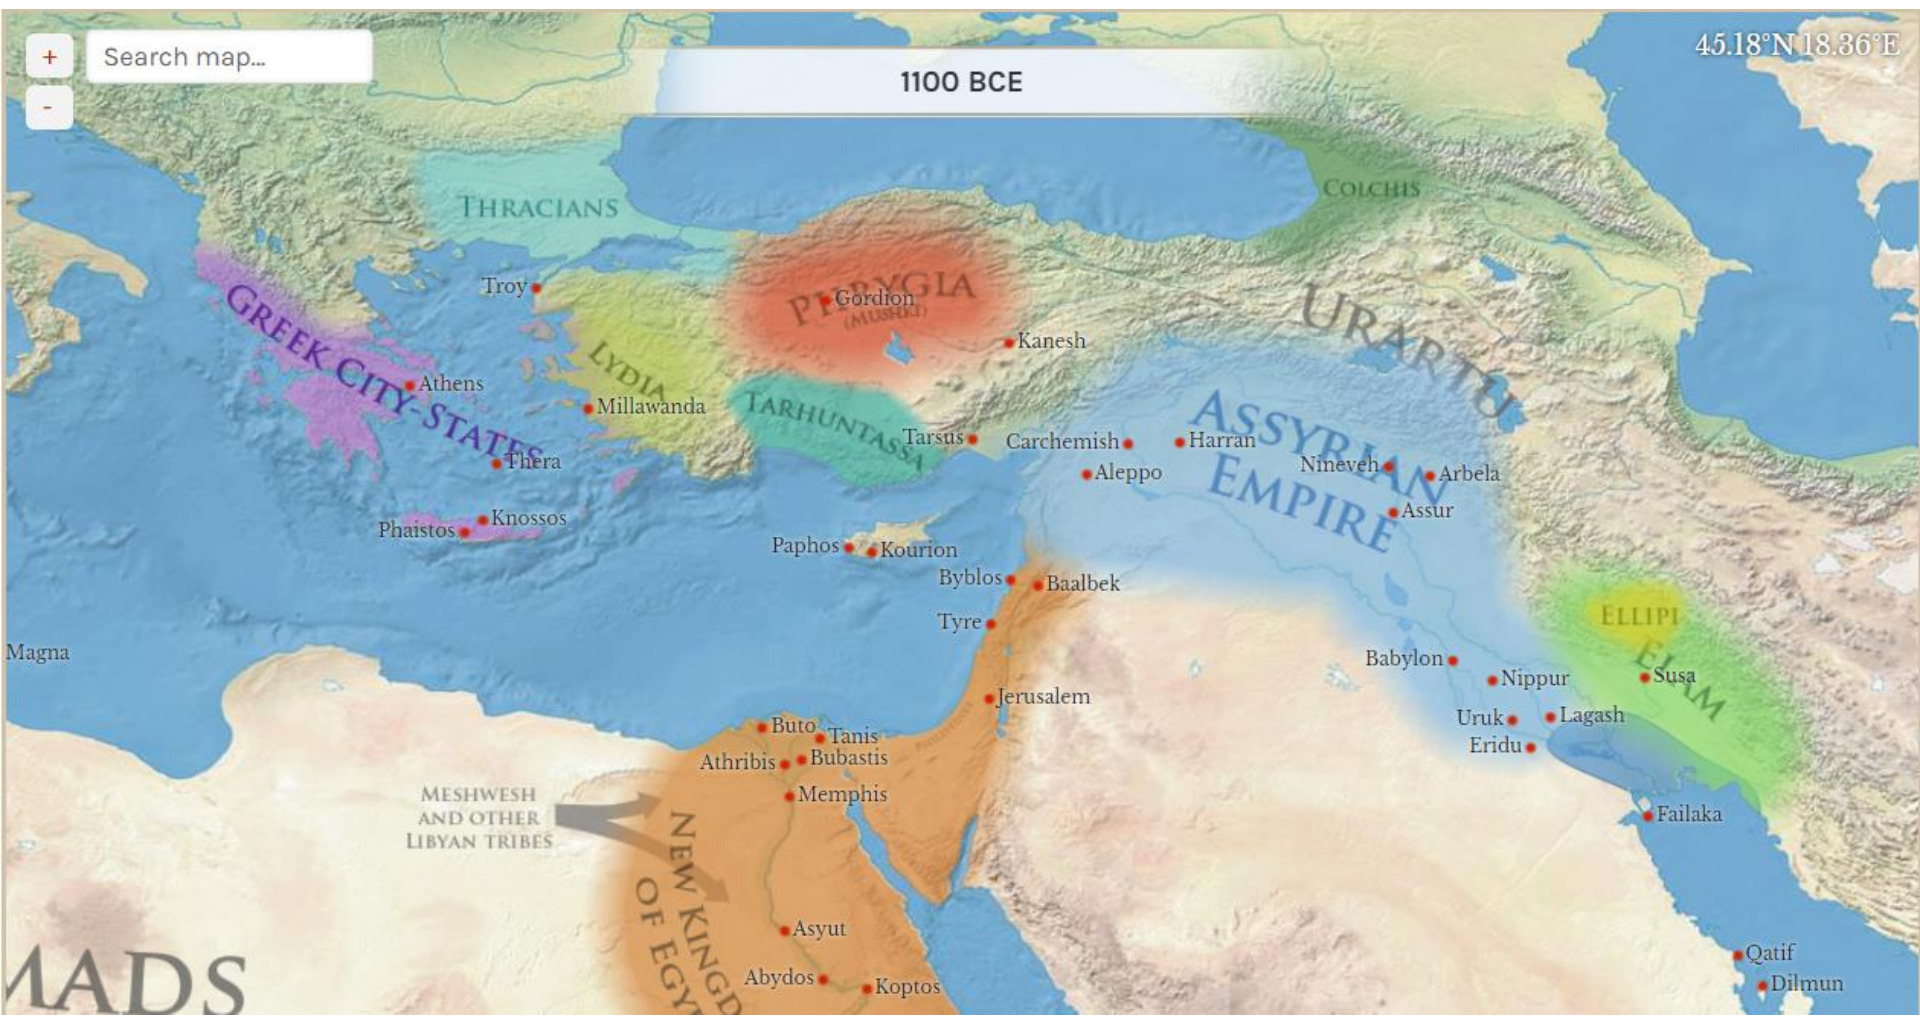 +
Search map...
-
1100 BCE
45.18°N 18.36°E
THRACIANS
COLCHIS
Troy
PHRYGIA
(MUSHKI)
Gordion
URARTU
GREEK CITY-STATES
LYDIA
Kanesh
Athens
Millawanda
TARHUNTASSA
Tarsus
Carchemish
Harran
ASSYRIAN
EMPIRE
Aleppo
Nineveh
Arbela
Thera
Assur
Phaistos
Knossos
Paphos
Kourion
Byblos
Baalbek
Tyre
ELLIPI
ELAM
Magna
Babylon
Nippur
Susa
Jerusalem
Uruk
Lagash
Eridu
Buto
Tanis
Athribis
Bubastis
Memphis
MESHWESH
AND OTHER
LIBYAN TRIBES
Failaka
NEW KINGD
OF EGY
Asyut
Abydos
Koptos
MADS
Qatif
Dilmun